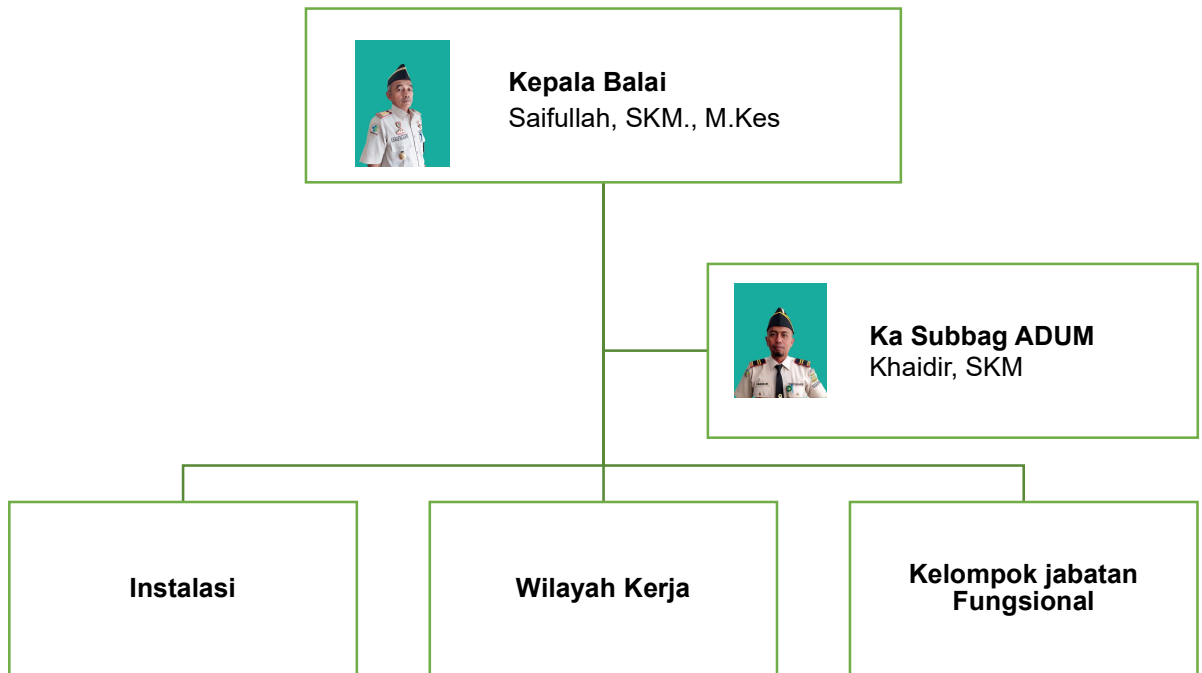 Kepala Balai
Saifullah, SKM., M.Kes
Ka Subbag ADUM
Khaidir, SKM
Instalasi
Wilayah Kerja
Kelompok jabatan
Fungsional